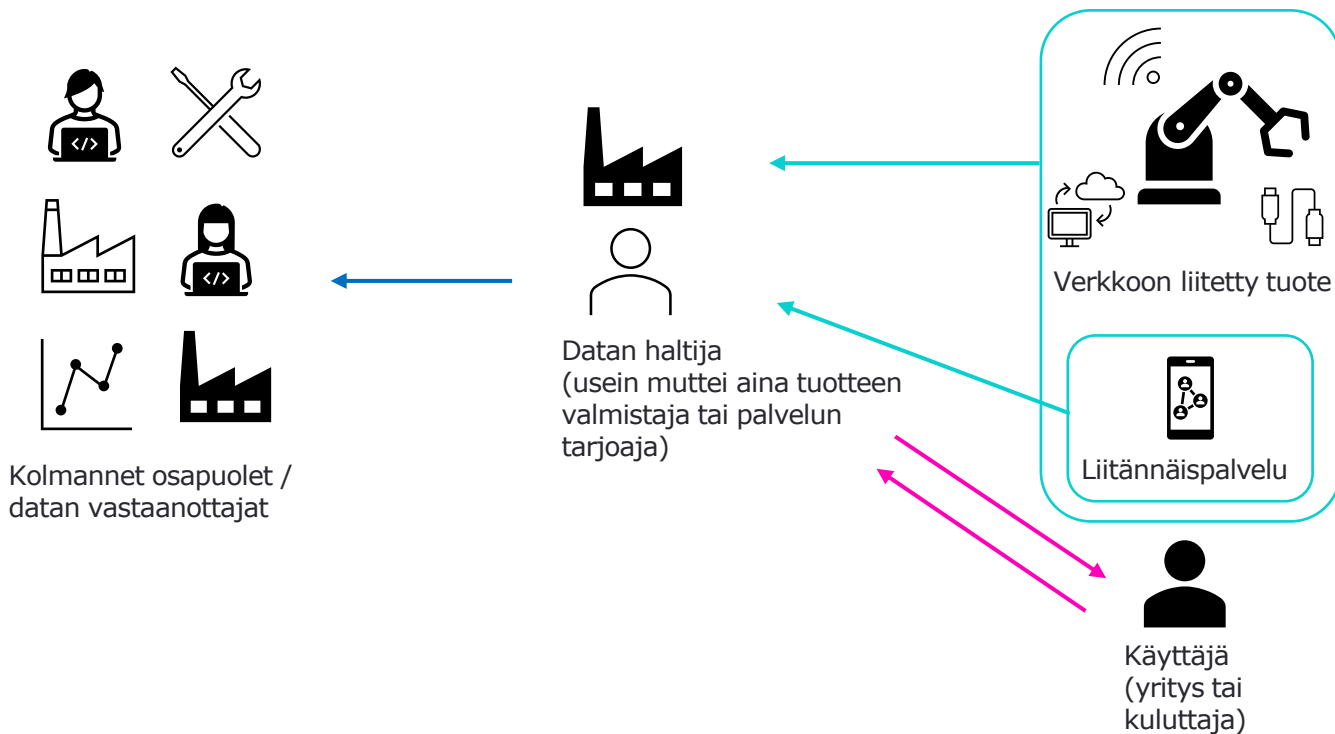 Verkkoon liitetty tuote
Liitännäispalvelu
Datan haltija
(usein muttei aina tuotteen
valmistaja tai palvelun
tarjoaja)
Kolmannet osapuolet /
datan vastaanottajat
Käyttäjä
(yritys tai
kuluttaja)